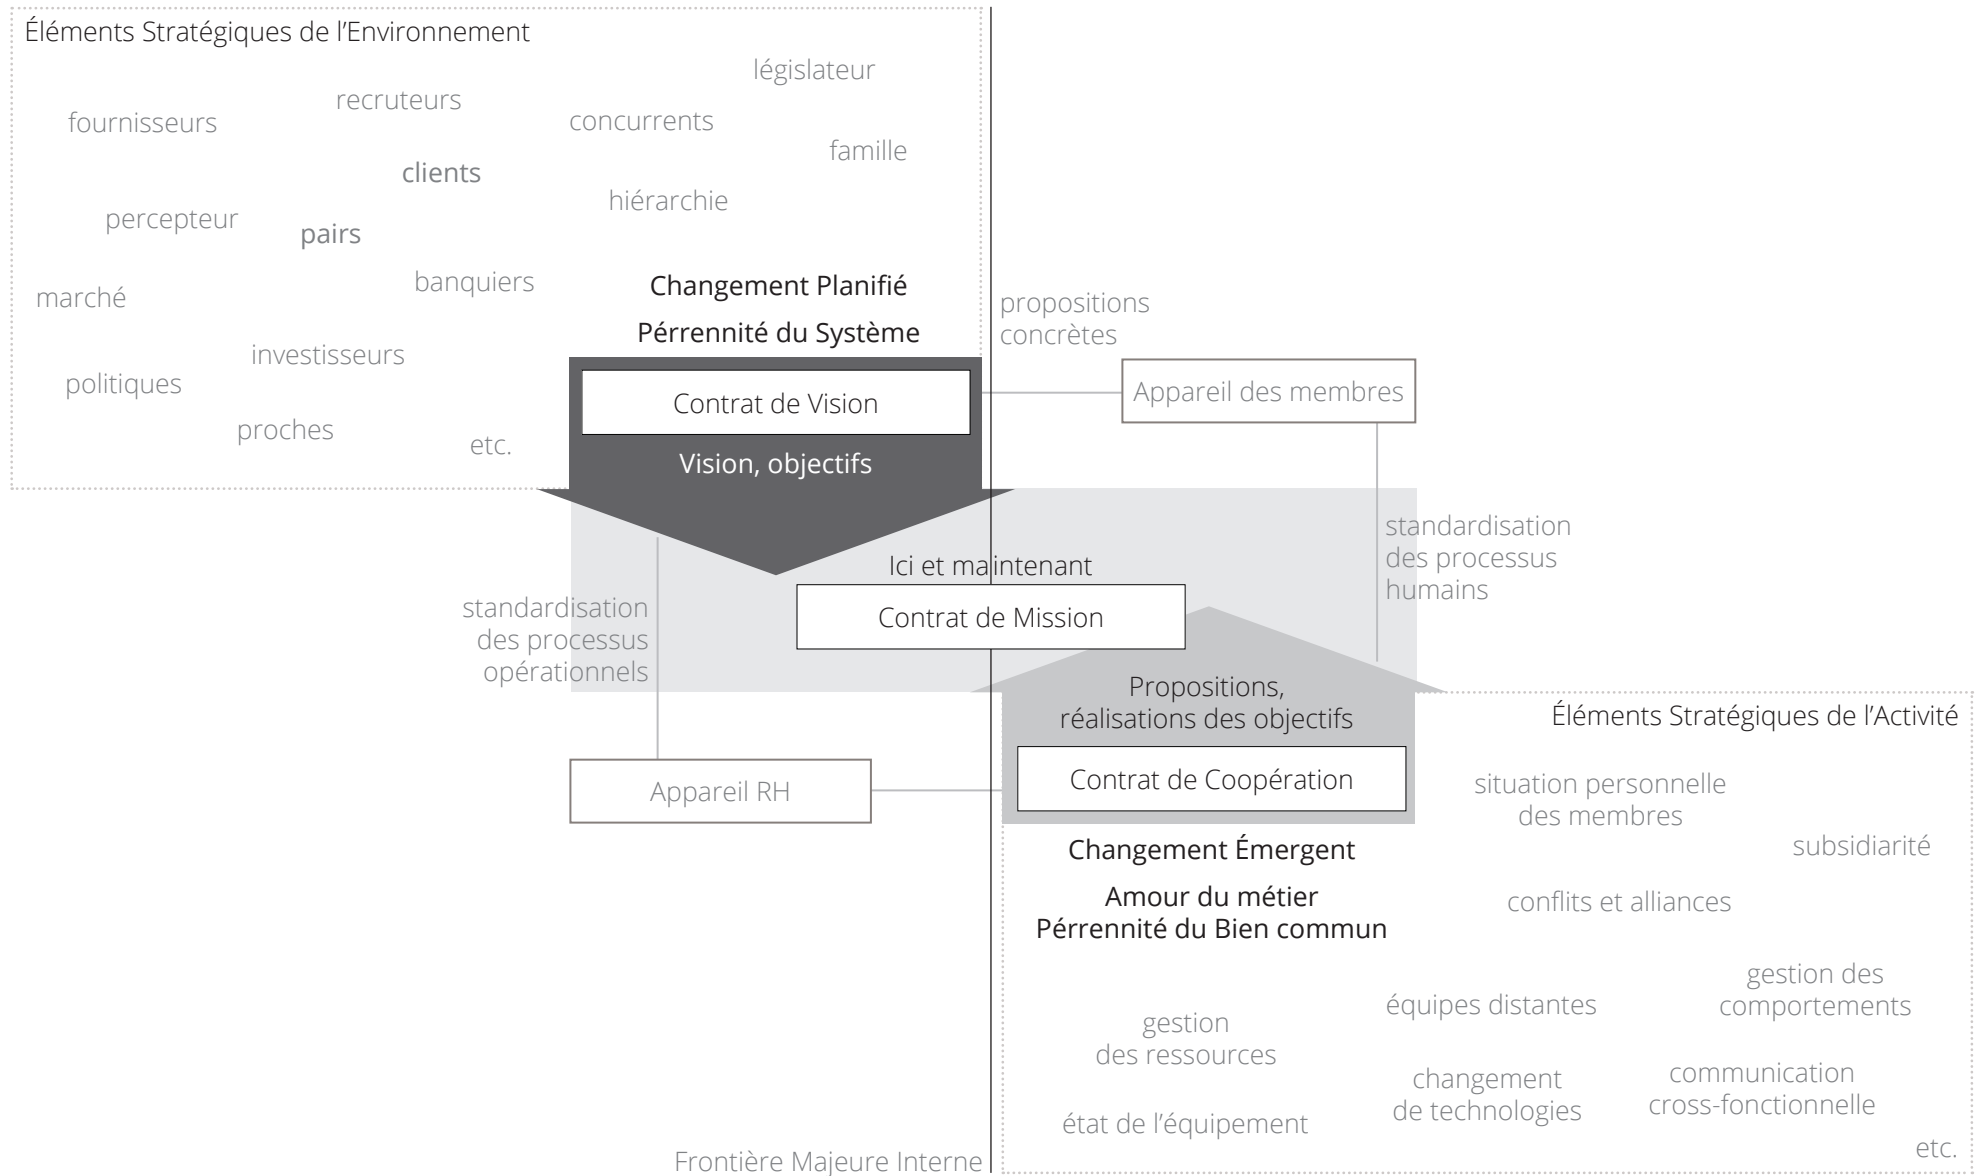 Éléments Stratégiques de l'Environnement
législateur
recruteurs
fournisseurs
concurrents
famille
clients
hiérarchie
percepteur
pairs
banquiers
marché
investisseurs
politiques
proches
etc.
Changement Planifié
Pérrennité du Système
Contrat de Vision
Vision, objectifs
propositions
concrètes
Appareil des membres
standardisation
des processus
humains
Ici et maintenant
Contrat de Mission
standardisation
des processus
opérationnels
Appareil RH
Propositions,
réalisations des objectifs
Contrat de Coopération
Changement Émergent
Amour du métier
Pérrennité du Bien commun
Éléments Stratégiques de l'Activité
situation personnelle
des membres
subsidiarité
conflits et alliances
gestion des
comportements
équipes distantes
gestion
des ressources
changement
de technologies
communication
cross-fonctionnelle
état de l'équipement
etc.
Frontière Majeure Interne